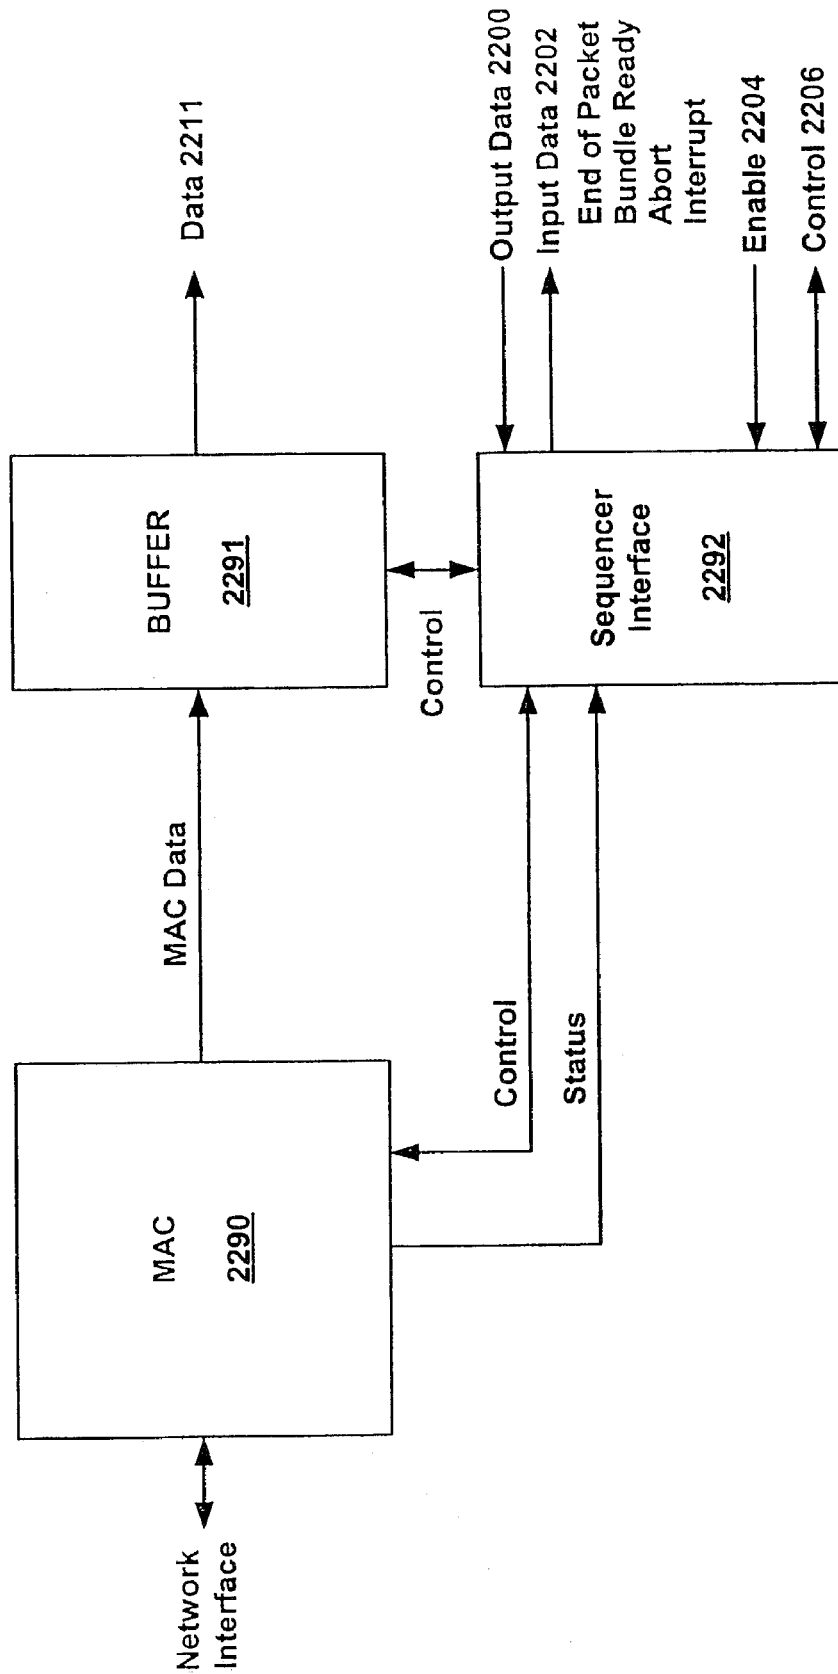 Network
Interface
MAC
2290
MAC Data
BUFFER
2291
Data 2211
Control
Status
Control
Sequencer
Interface
2292
Output Data 2200
Input Data 2202
End of Packet
Bundle Ready
Abort
Interrupt
Enable 2204
Control 2206